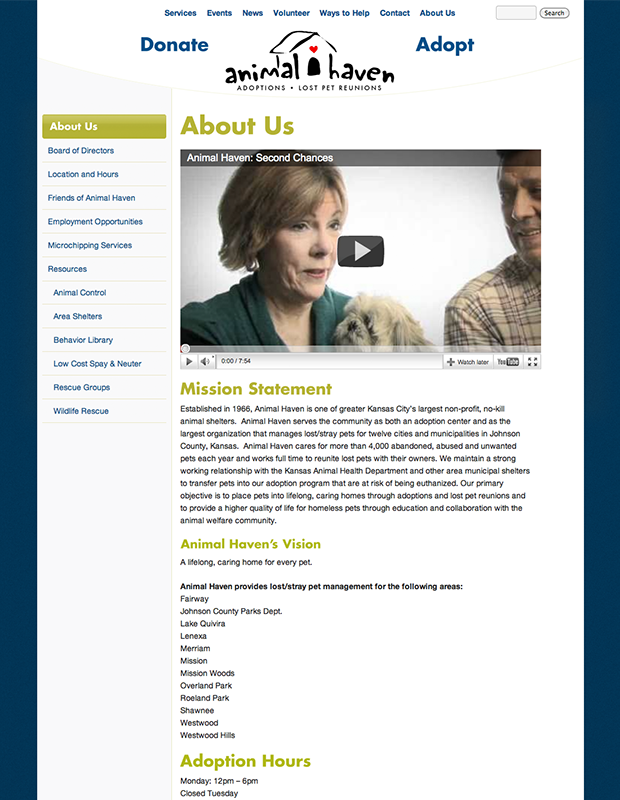 Services Events News Volunteer Ways to Help Contact About Us Search
Donate Adopt
animal haven
ADOPTIONS • LOST PET REUNIONS
About Us
Board of Directors
Location and Hours
Friends of Animal Haven
Employment Opportunities
Microchipping Services
Resources
Animal Control
Area Shelters
Behavior Library
Low Cost Spay & Neuter
Rescue Groups
Wildlife Rescue
About Us
Animal Haven: Second Chances
0:00 / 7:54 Watch later YouTube
Mission Statement
Established in 1966, Animal Haven is one of greater Kansas City's largest non-profit, no-kill
animal shelters. Animal Haven serves the community as both an adoption center and as the
largest organization that manages lost/stray pets for twelve cities and municipalities in Johnson
County, Kansas. Animal Haven cares for more than 4,000 abandoned, abused and unwanted
pets each year and works full time to reunite lost pets with their owners. We maintain a strong
working relationship with the Kansas Animal Health Department and other area municipal shelters
to transfer pets into our adoption program that are at risk of being euthanized. Our primary
objective is to place pets into lifelong, caring homes through adoptions and lost pet reunions and
to provide a higher quality of life for homeless pets through education and collaboration with the
animal welfare community.
Animal Haven's Vision
A lifelong, caring home for every pet.
Animal Haven provides lost/stray pet management for the following areas:
Fairway
Johnson County Parks Dept.
Lake Quivira
Lenexa
Merriam
Mission
Mission Woods
Overland Park
Roeland Park
Shawnee
Westwood
Westwood Hills
Adoption Hours
Monday: 12pm – 6pm
Closed Tuesday